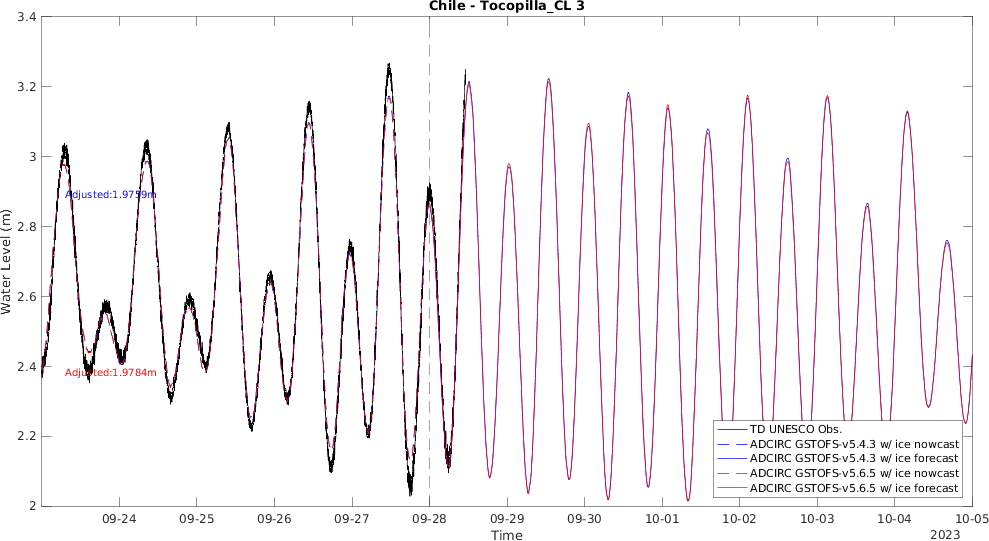 Chile - Tocopilla_CL 3
3.4
3.2
3
2.8
2.6
2.4
2.2
2
Water Level (m)
Adjusted:1.9759m
Adjusted:1.9784m
TD UNESCO Obs.
ADCIRC GSTOFS-v5.4.3 w/ ice nowcast
ADCIRC GSTOFS-v5.4.3 w/ ice forecast
ADCIRC GSTOFS-v5.6.5 w/ ice nowcast
ADCIRC GSTOFS-v5.6.5 w/ ice forecast
09-24 09-25 09-26 09-27 09-28 09-29 09-30 10-01 10-02 10-03 10-04 10-05
Time
2023